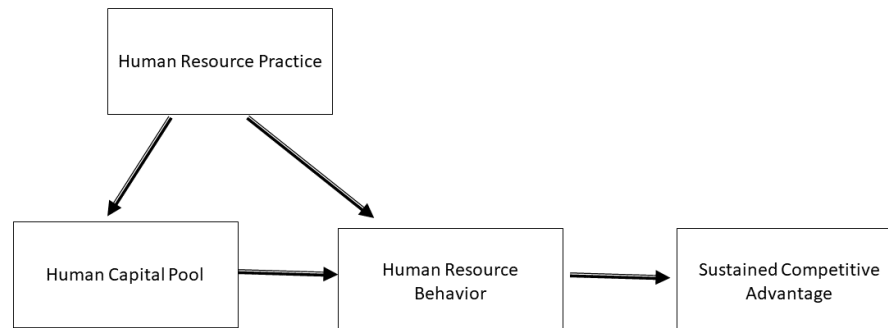 Human Resource Practice
Human Capital Pool
Human Resource
Behavior
Sustained Competitive
Advantage